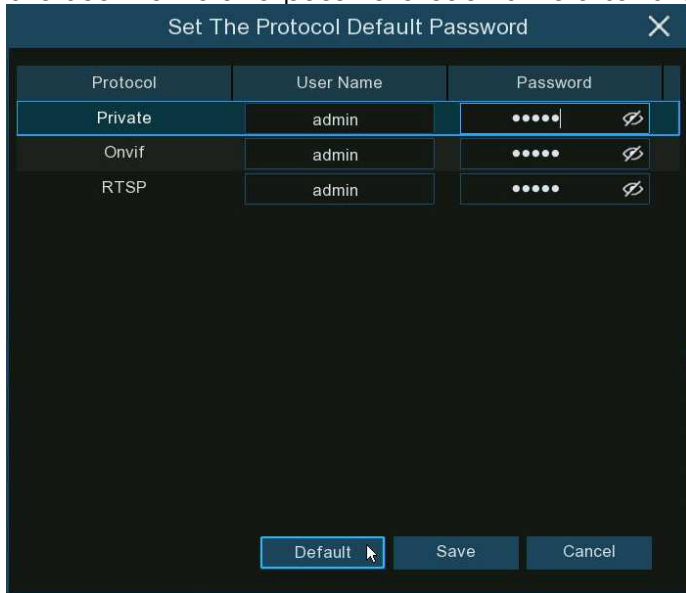 Set The Protocol Default Password
Protocol User Name Password
Private admin •••••
Onvif admin •••••
RTSP admin •••••
Default Save Cancel